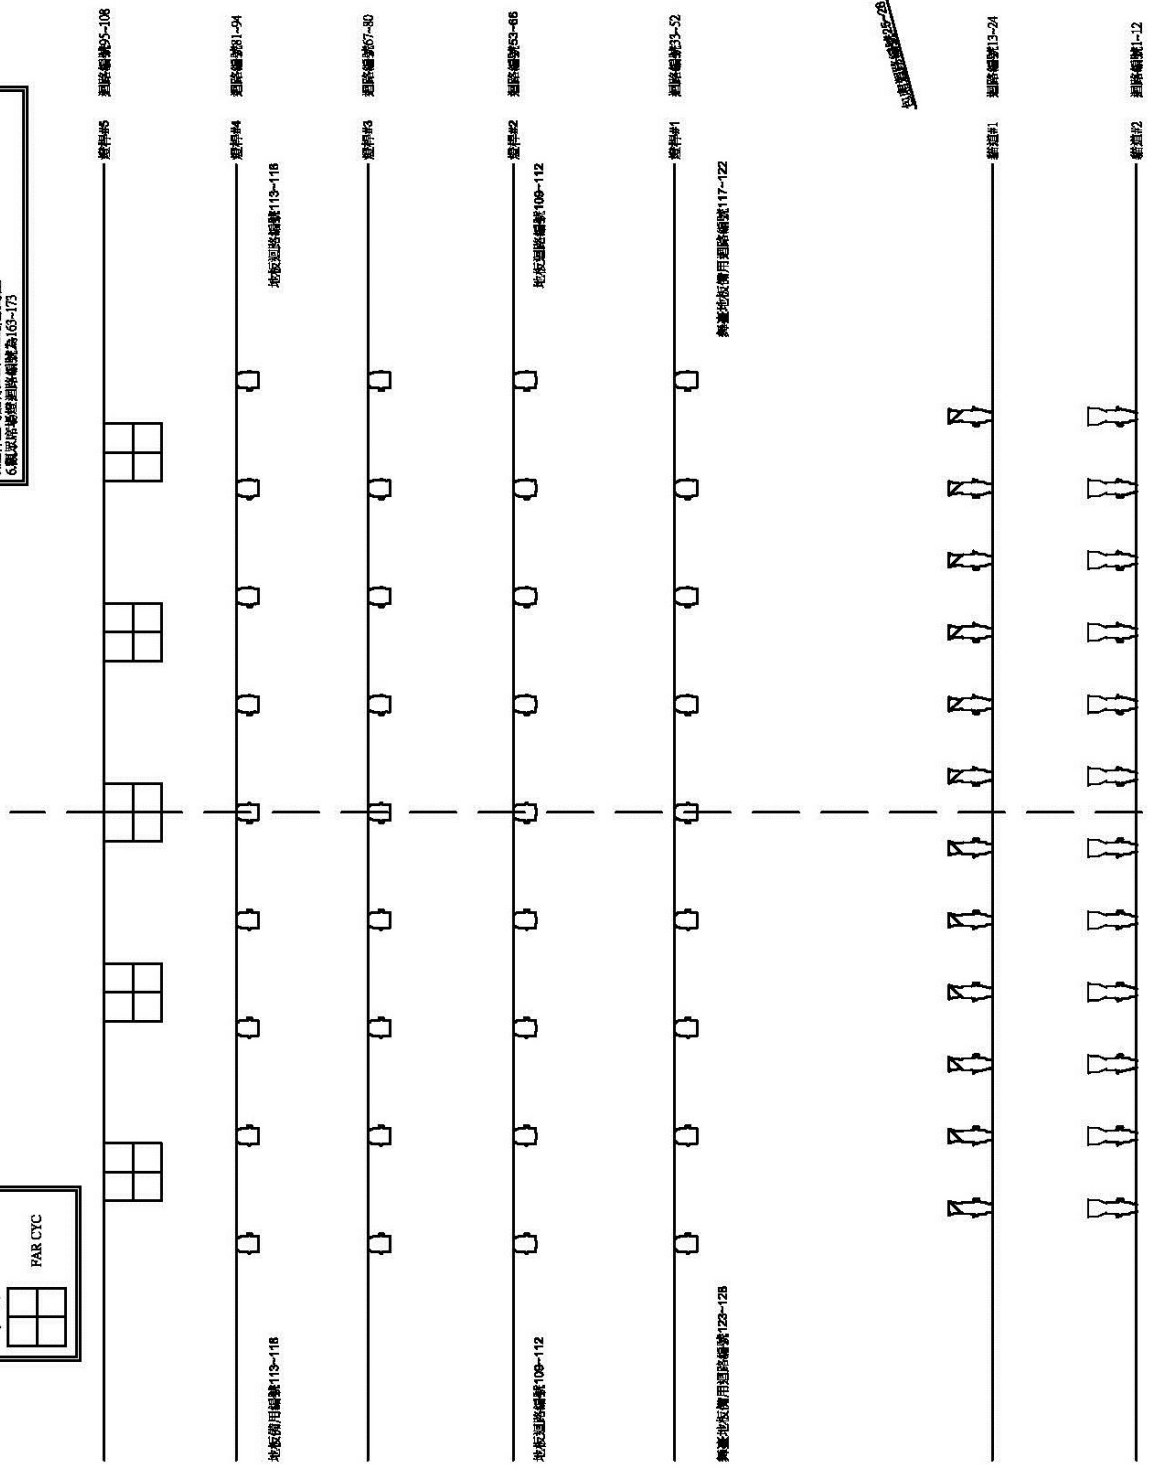 6.觀眾席場燈迴路編號為163~173
FAR CYC
燈桿#5 迴路編號95~108
燈桿#4 迴路編號81~94
地板迴路編號113~116
地板備用編號113~116
燈桿#3 迴路編號67~80
燈桿#2 迴路編號53~66
地板迴路編號109~112
地板迴路編號109~112
燈桿#1 迴路編號33~52
舞臺地板備用迴路編號117~122
舞臺地板備用迴路編號123~128
迴路編號25~28
貓道#1 迴路編號13~24
貓道#2 迴路編號1~12